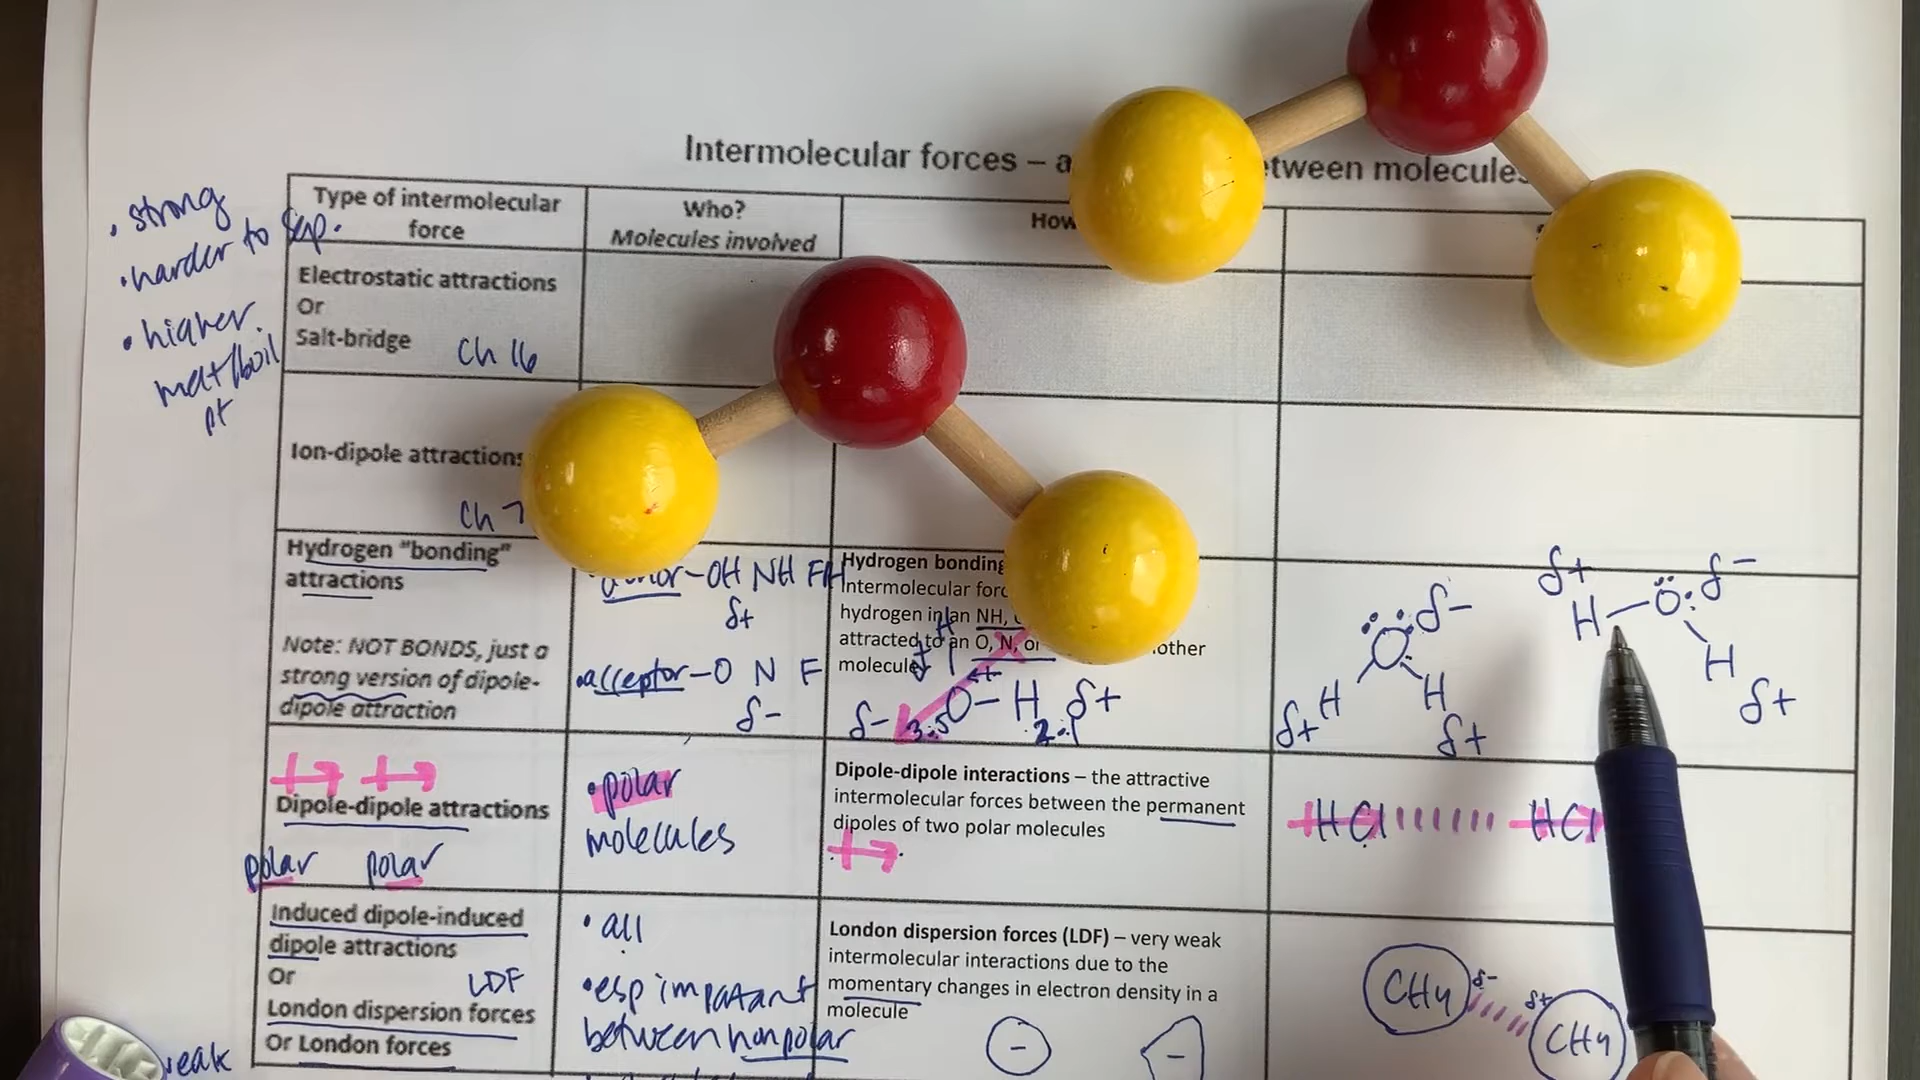 Intermolecular forces – a
etween molecules
• strong
• harder to sep.
• higher
melt/boil
pt
Type of intermolecular
force
Who?
Molecules involved
How
Electrostatic attractions
Or
Salt-bridge Ch 16
Ion-dipole attractions
Ch 7
Hydrogen "bonding"
attractions
Note: NOT BONDS, just a
strong version of dipole-
dipole attraction
-OH NH FH
δ+
• acceptor-O N F
δ-
Hydrogen bonding
intermolecular forc
hydrogen in an NH,
attracted to an O, N, or
other
molecule
H
δ- O-H δ+
3.5 2.1
δ-
O
H H
δ+ δ+
δ+ δ-
H-O
H
δ+
Dipole-dipole attractions
polar polar
• polar
molecules
Dipole-dipole interactions – the attractive
intermolecular forces between the permanent
dipoles of two polar molecules
HCl HCl
Induced dipole-induced
dipole attractions
Or LDF
London dispersion forces
Or London forces
weak
• all
• esp important
between nonpolar
London dispersion forces (LDF) – very weak
intermolecular interactions due to the
momentary changes in electron density in a
molecule
- -
CH4 δ-
δ+ CH4